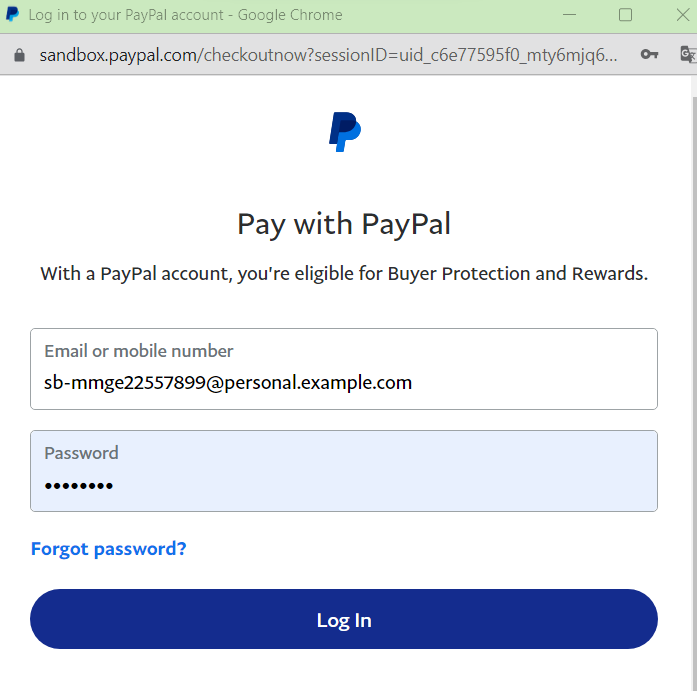 Log in to your PayPal account - Google Chrome
sandbox.paypal.com/checkoutnow?sessionID=uid_c6e77595f0_mty6mjq6...
Pay with PayPal
With a PayPal account, you're eligible for Buyer Protection and Rewards.
Email or mobile number
sb-mmge22557899@personal.example.com
Password
••••••••
Forgot password?
Log In